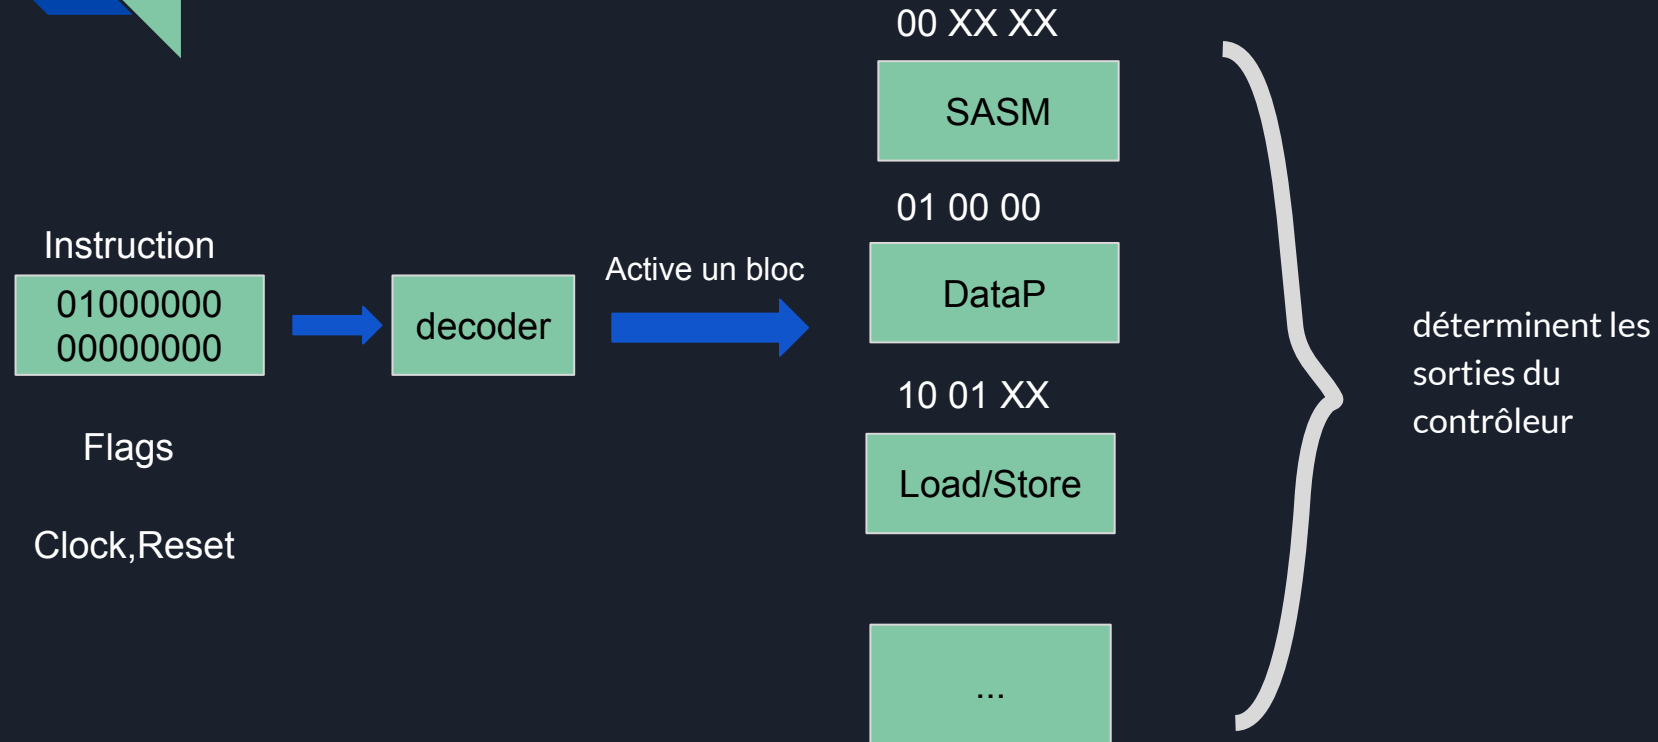 Instruction
01000000
00000000
Flags
Clock,Reset
decoder
Active un bloc
00 XX XX
SASM
01 00 00
DataP
10 01 XX
Load/Store
...
déterminent les
sorties du
contrôleur